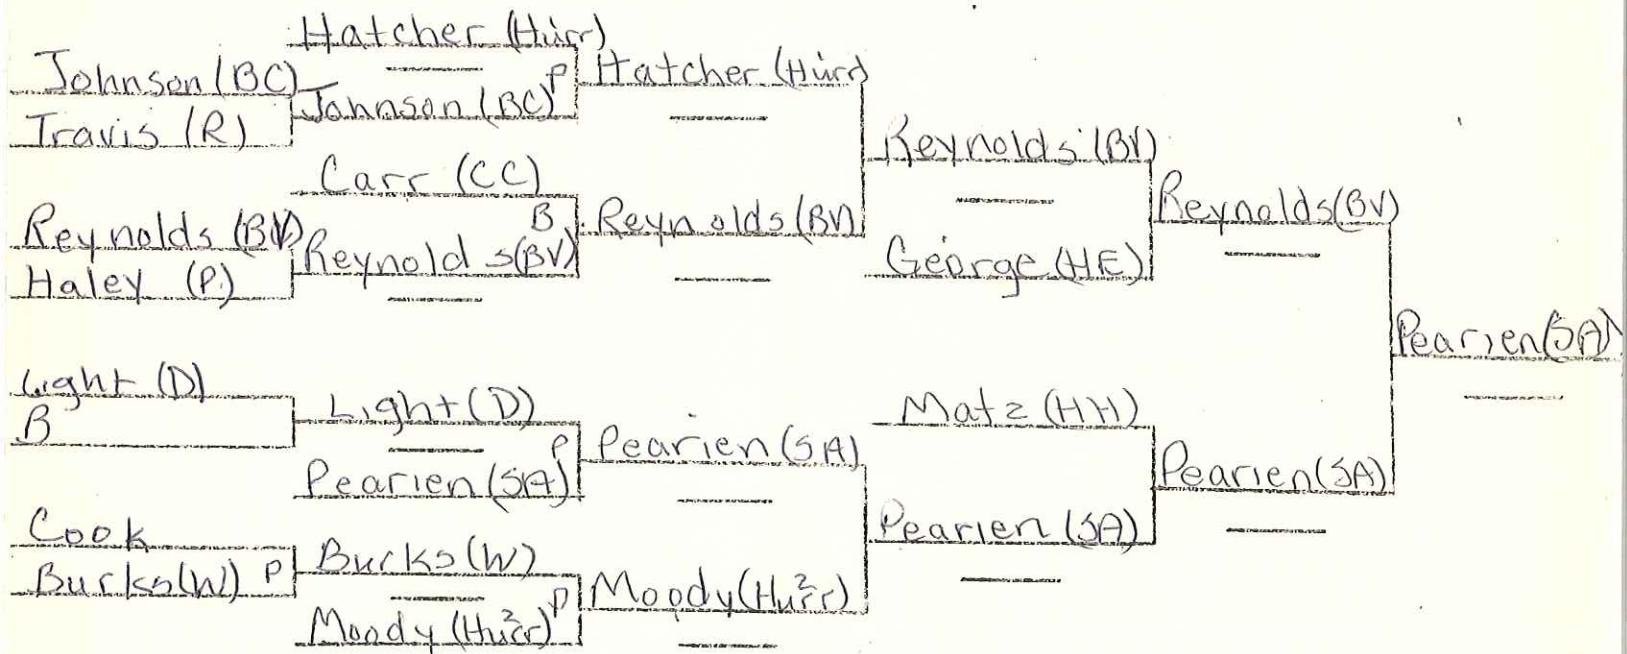 Johnson (BC)
Travis (R)
Reynolds (BV)
Haley (P)
Light (D)
B
Cook
Burks (W) P
Hatcher (Hurr)
Johnson (BC) P
Carr (CC)
B
Reynolds (BV)
Light (D)
P
Pearien (SA)
Burks (W)
Moody (Hu²rr) P
Hatcher (Hurr)
Reynolds (BV)
Pearien (SA)
Moody (Hu²rr)
Reynolds (BV)
George (HE)
Matz (HH)
Pearien (SA)
Reynolds (BV)
Pearien (SA)
Pearien (SA)